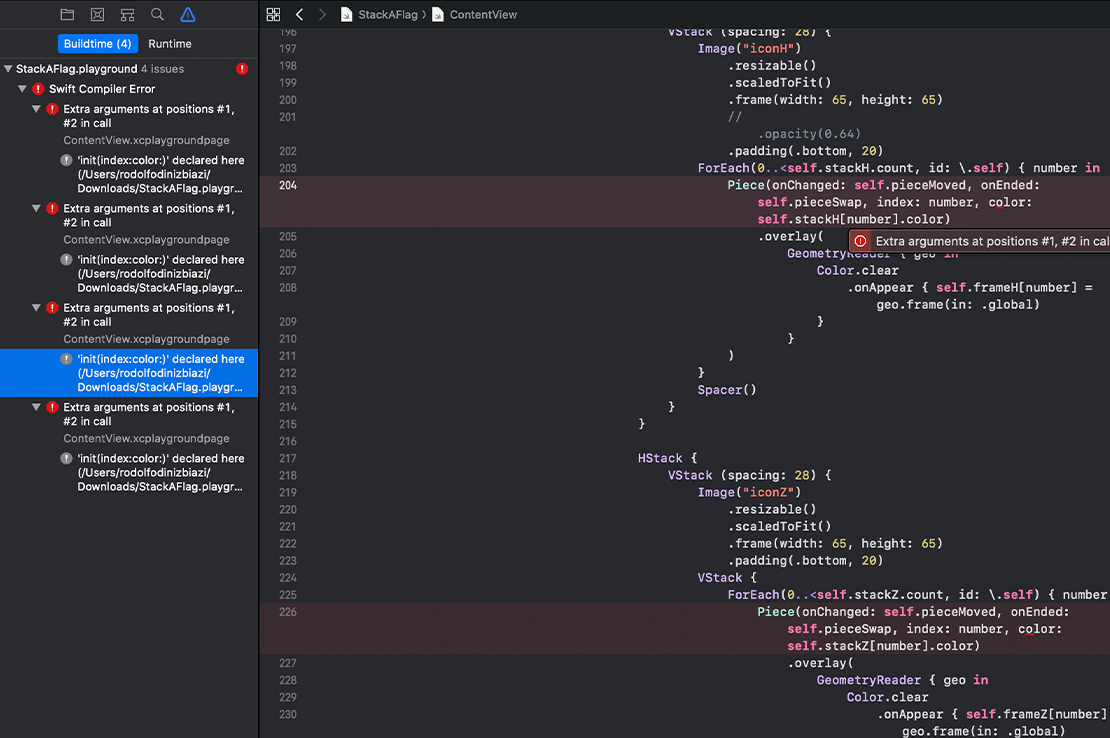 StackAFlag
ContentView
Buildtime (4)
Runtime
StackAFlag.playground 4 issues
Swift Compiler Error
Extra arguments at positions #1,
#2 in call
ContentView.xcplaygroundpage
'init(index:color:)' declared here
(/Users/rodolfodinizbiazi/
Downloads/StackAFlag.playgr...
Extra arguments at positions #1,
#2 in call
ContentView.xcplaygroundpage
'init(index:color:)' declared here
(/Users/rodolfodinizbiazi/
Downloads/StackAFlag.playgr...
Extra arguments at positions #1,
#2 in call
ContentView.xcplaygroundpage
'init(index:color:)' declared here
(/Users/rodolfodinizbiazi/
Downloads/StackAFlag.playgr...
Extra arguments at positions #1,
#2 in call
ContentView.xcplaygroundpage
'init(index:color:)' declared here
(/Users/rodolfodinizbiazi/
Downloads/StackAFlag.playgr...
196 VStack (spacing: 28) {
197 Image("iconH")
198 .resizable()
199 .scaledToFit()
200 .frame(width: 65, height: 65)
201 //
.opacity(0.64)
202 .padding(.bottom, 20)
203 ForEach(0..<self.stackH.count, id: \.self) { number in
204 Piece(onChanged: self.pieceMoved, onEnded:
self.pieceSwap, index: number, color:
self.stackH[number].color)
205 .overlay(
Extra arguments at positions #1, #2 in cal
206 GeometryReader { geo in
207 Color.clear
208 .onAppear { self.frameH[number] =
geo.frame(in: .global)
209 }
210 }
211 )
212 }
213 Spacer()
214 }
215 }
216
217 HStack {
218 VStack (spacing: 28) {
219 Image("iconZ")
220 .resizable()
221 .scaledToFit()
222 .frame(width: 65, height: 65)
223 .padding(.bottom, 20)
224 VStack {
225 ForEach(0..<self.stackZ.count, id: \.self) { number
226 Piece(onChanged: self.pieceMoved, onEnded:
self.pieceSwap, index: number, color:
self.stackZ[number].color)
227 .overlay(
228 GeometryReader { geo in
229 Color.clear
230 .onAppear { self.frameZ[number]
geo.frame(in: .global)